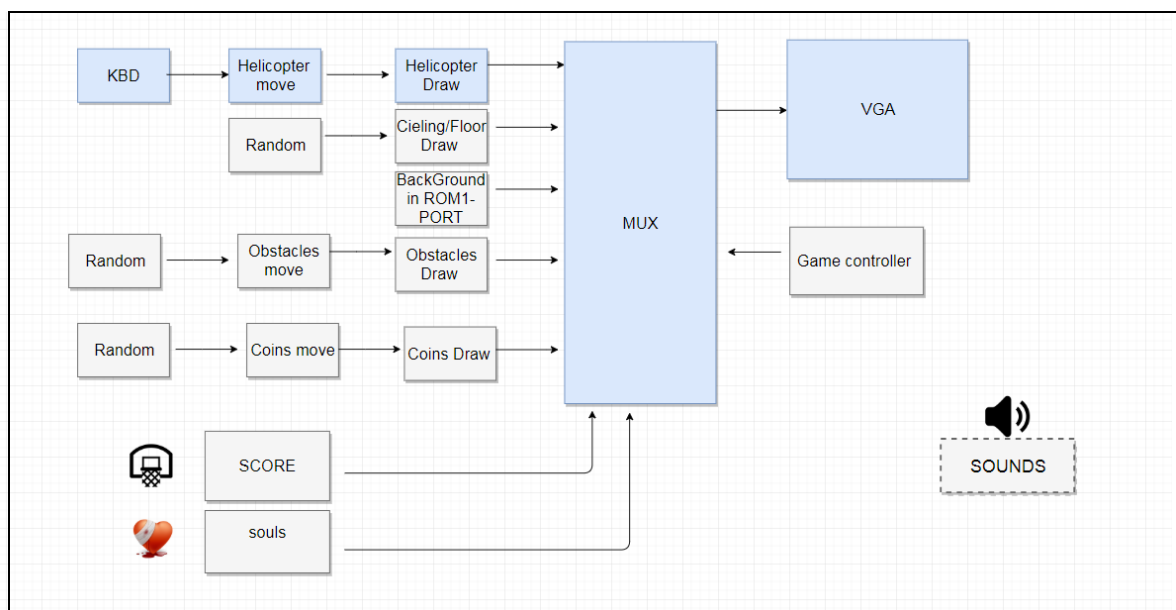 KBD
Helicopter
move
Helicopter
Draw
MUX
VGA
Random
Cieling/Floor
Draw
BackGround
in ROM1-
PORT
Random
Obstacles
move
Obstacles
Draw
Game controller
Random
Coins move
Coins Draw
SCORE
SOUNDS
souls